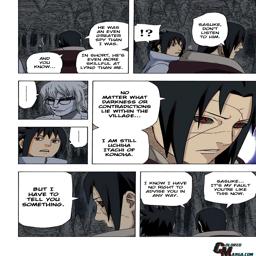 HE WAS
AN EVEN
GREATER
SPY THAN
I WAS.
IN SHORT, HE'S
EVEN MORE
SKILLFUL AT
LYING THAN ME.
AND
YOU
KNOW...
!?
SASUKE,
DON'T
LISTEN
TO HIM.
NO MATTER WHAT
DARKNESS OR
CONTRADICTIONS
LIE WITHIN THE
VILLAGE...
I AM STILL
UCHIHA
ITACHI OF
KONOHA.
BUT I
HAVE TO
TELL YOU
SOMETHING.
I KNOW I HAVE
NO RIGHT TO
ADVISE YOU IN
ANY WAY.
SASUKE...
IT'S MY FAULT
YOU'RE LIKE
THIS NOW.
COLORED
MANGA.COM